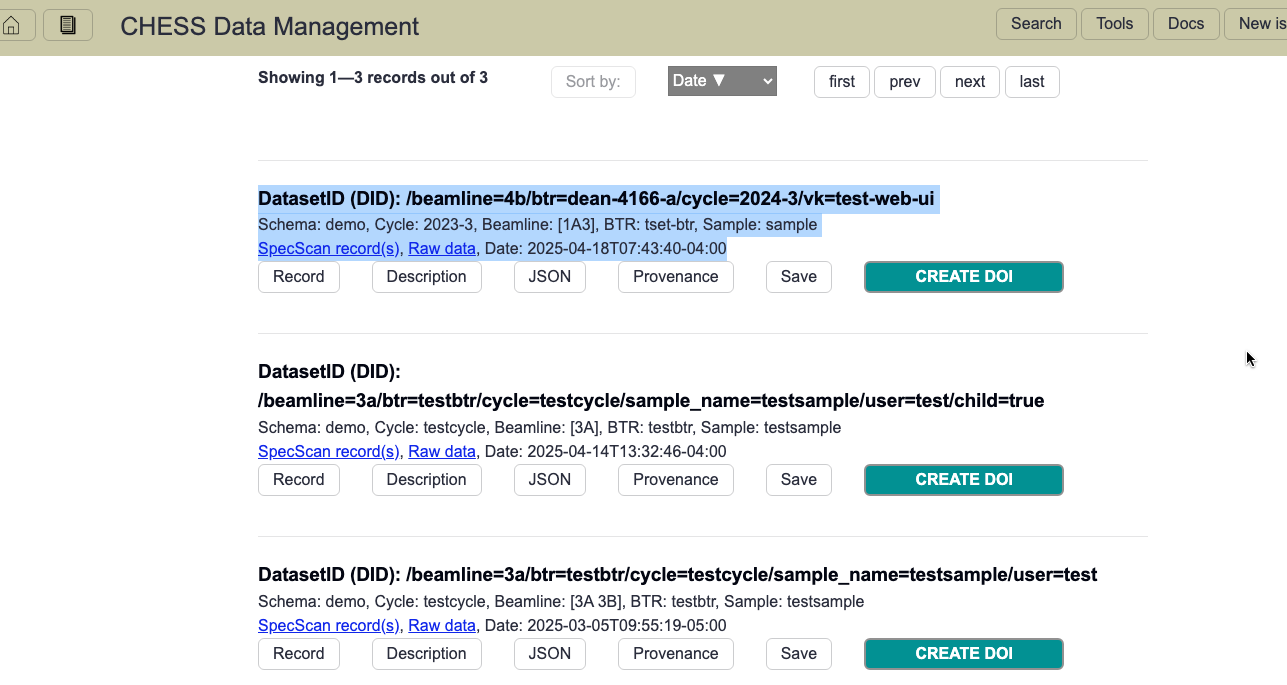 CHESS Data Management
Search Tools Docs New is
Showing 1—3 records out of 3
Sort by:
Date ▼
first prev next last
DatasetID (DID): /beamline=4b/btr=dean-4166-a/cycle=2024-3/vk=test-web-ui
Schema: demo, Cycle: 2023-3, Beamline: [1A3], BTR: tset-btr, Sample: sample
SpecScan record(s), Raw data, Date: 2025-04-18T07:43:40-04:00
Record Description JSON Provenance Save CREATE DOI
DatasetID (DID):
/beamline=3a/btr=testbtr/cycle=testcycle/sample_name=testsample/user=test/child=true
Schema: demo, Cycle: testcycle, Beamline: [3A], BTR: testbtr, Sample: testsample
SpecScan record(s), Raw data, Date: 2025-04-14T13:32:46-04:00
Record Description JSON Provenance Save CREATE DOI
DatasetID (DID): /beamline=3a/btr=testbtr/cycle=testcycle/sample_name=testsample/user=test
Schema: demo, Cycle: testcycle, Beamline: [3A 3B], BTR: testbtr, Sample: testsample
SpecScan record(s), Raw data, Date: 2025-03-05T09:55:19-05:00
Record Description JSON Provenance Save CREATE DOI